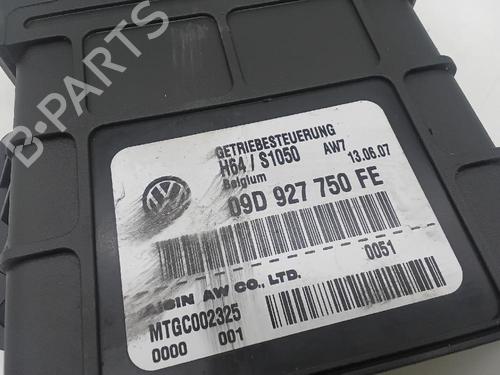 B-PARTS
GETRIEBESTEUERUNG
H64 / S1050 AW7 13.06.07
Belgium
09D 927 750 FE
0051
AISIN AW CO., LTD.
MTGC002325
0000 001